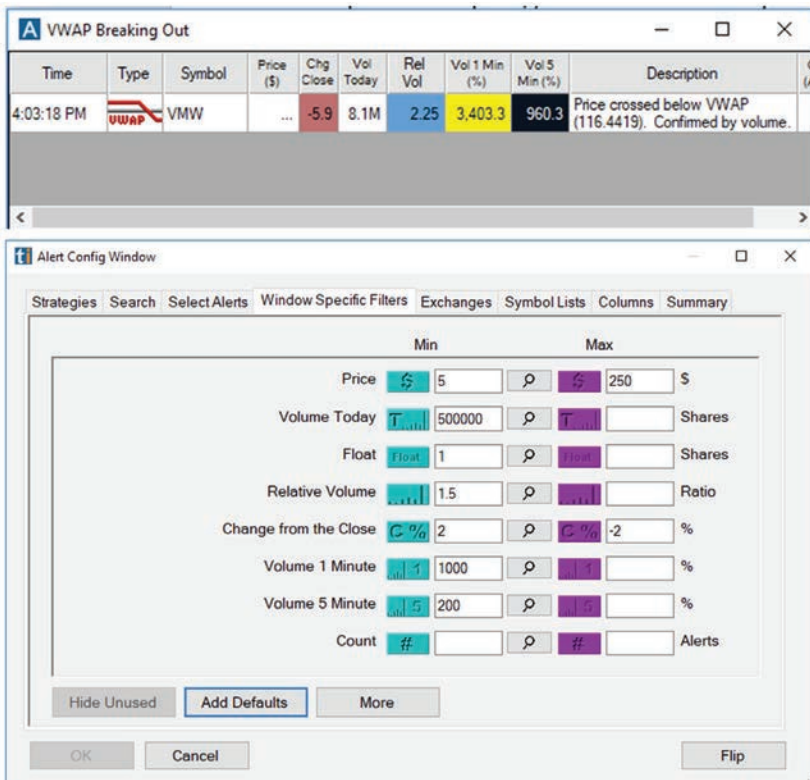 VWAP Breaking Out
Time Type Symbol Price ($) Chg Close Vol Today Rel Vol Vol 1 Min (%) Vol 5 Min (%) Description
4:03:18 PM VWAP VMW ... -5.9 8.1M 2.25 3,403.3 960.3 Price crossed below VWAP
(116.4419). Confirmed by volume.
Alert Config Window
Strategies Search Select Alerts Window Specific Filters Exchanges Symbol Lists Columns Summary
Min Max
Price $ 5 $ 250 $
Volume Today T 500000 T Shares
Float Float 1 Float Shares
Relative Volume 1.5 Ratio
Change from the Close C % 2 C % -2 %
Volume 1 Minute 1 1000 1 %
Volume 5 Minute 5 200 5 %
Count # # Alerts
Hide Unused Add Defaults More
OK Cancel Flip